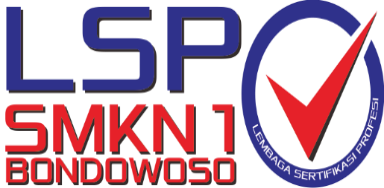 LSP
SMKN 1
BONDOWOSO
LEMBAGA SERTIFIKASI PROFESI